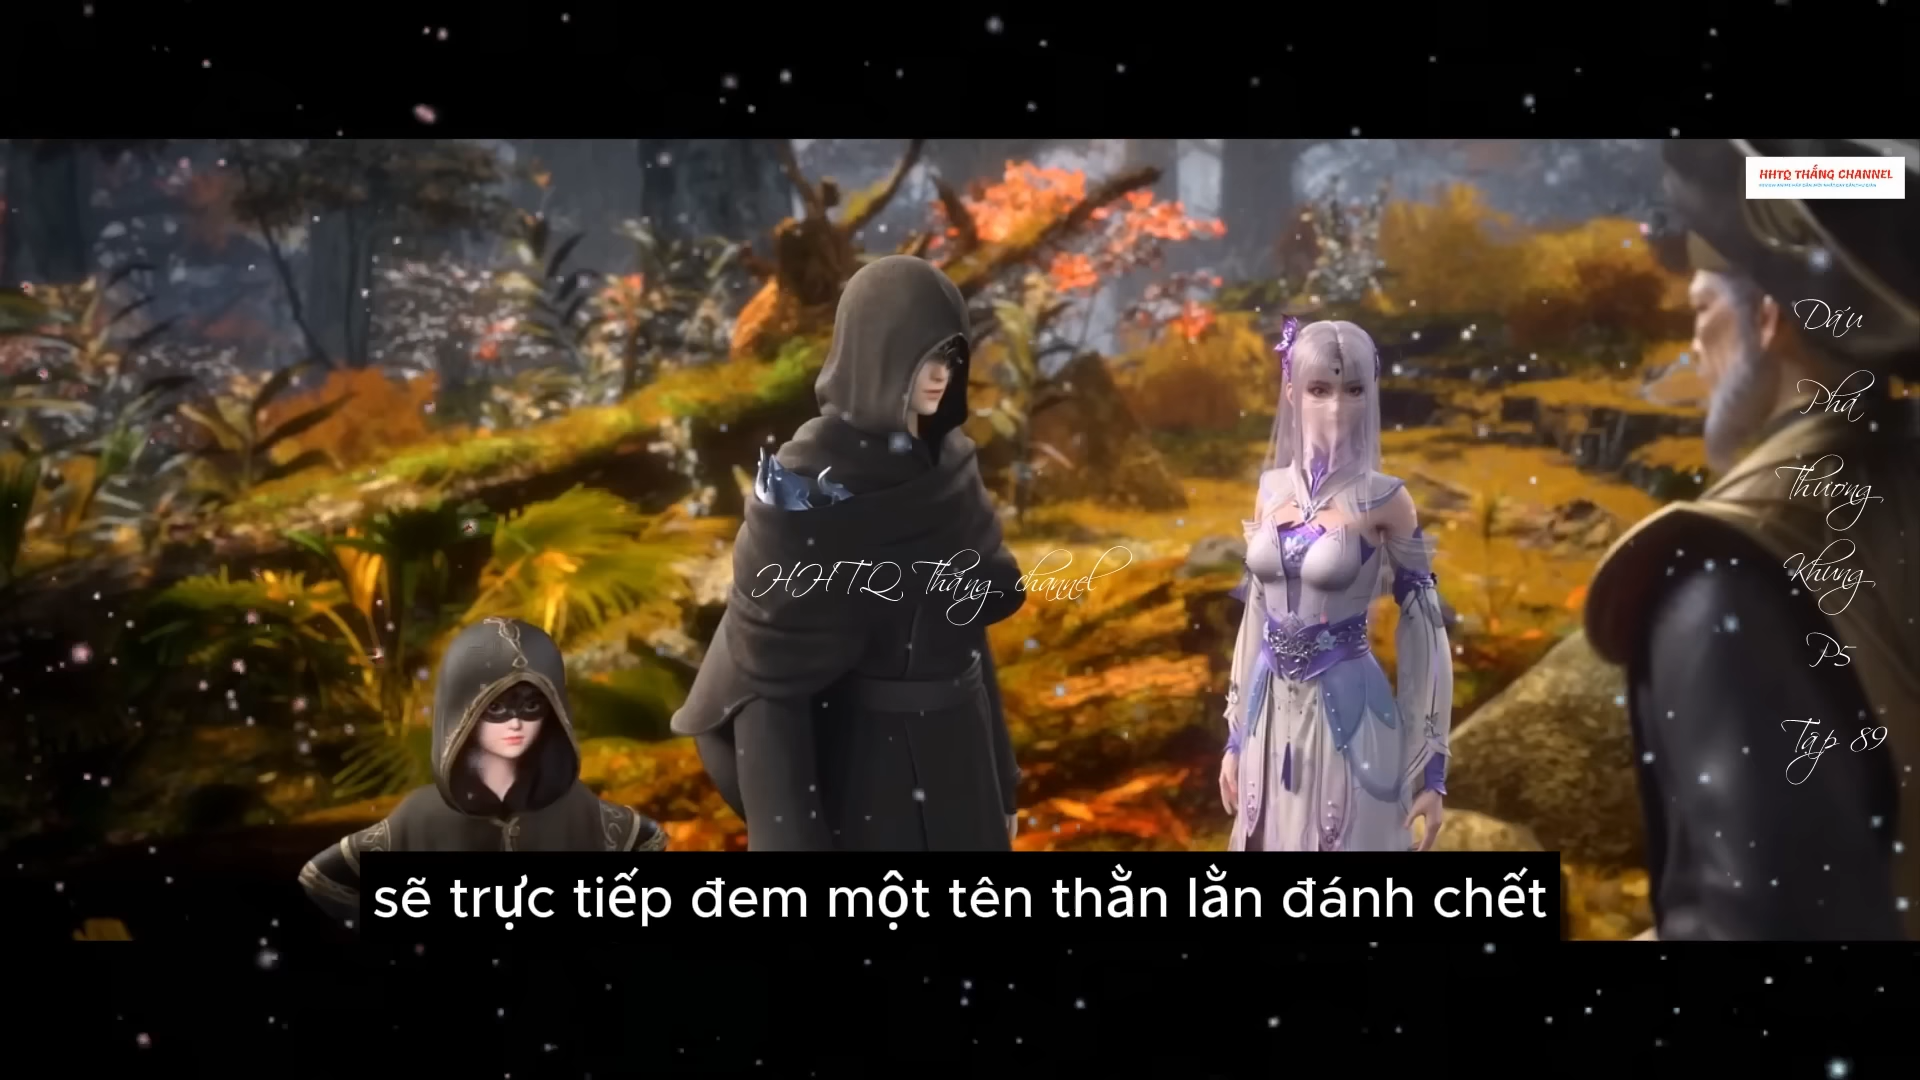 HHTQ THẮNG CHANNEL
Dấu
Phá
Thương
Khung
P5
Tập 89
HHTQ Thắng channel
sẽ trực tiếp đem một tên thằn lằn đánh chết